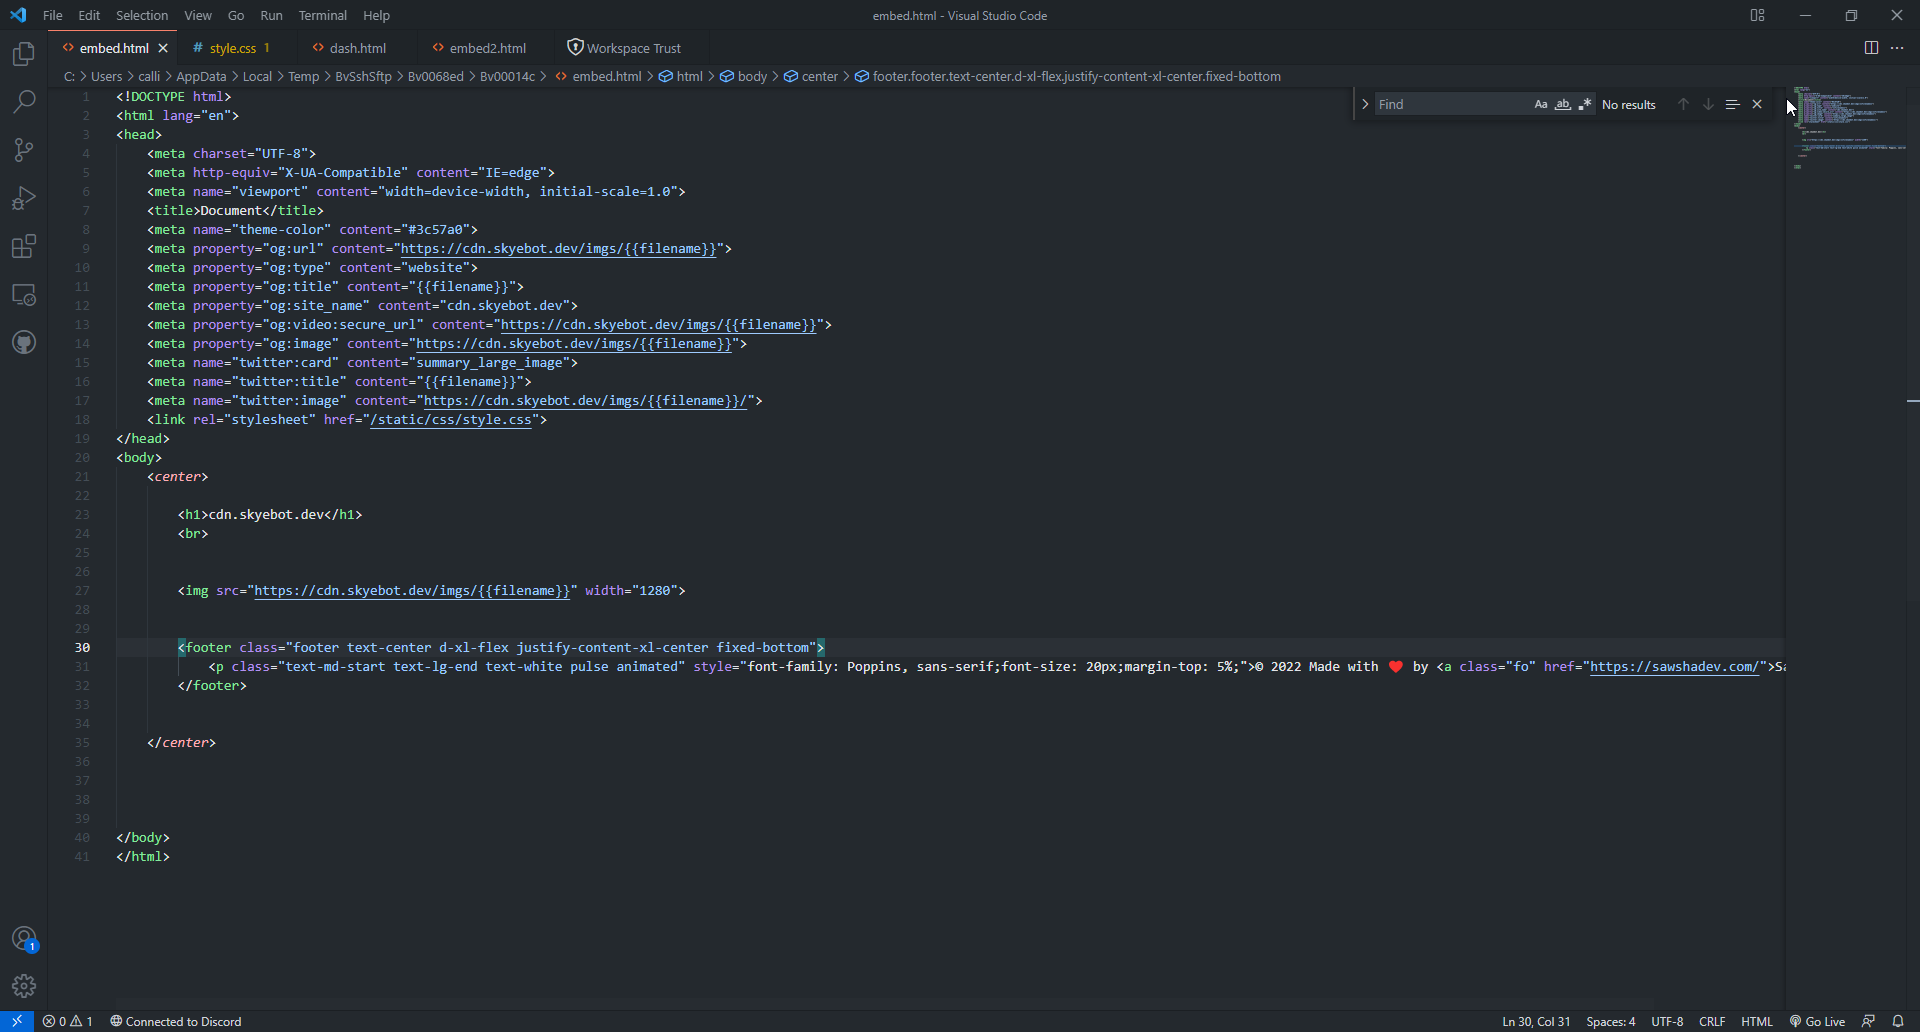 File Edit Selection View Go Run Terminal Help
embed.html - Visual Studio Code
embed.html
# style.css 1
<> dash.html
<> embed2.html
Workspace Trust
C: > Users > calli > AppData > Local > Temp > BvSshSftp > Bv0068ed > Bv00014c > <> embed.html > html > body > center > footer.footer.text-center.d-xl-flex.justify-content-xl-center.fixed-bottom
Find Aa ab .* No results
1 <!DOCTYPE html>
2 <html lang="en">
3 <head>
4 <meta charset="UTF-8">
5 <meta http-equiv="X-UA-Compatible" content="IE=edge">
6 <meta name="viewport" content="width=device-width, initial-scale=1.0">
7 <title>Document</title>
8 <meta name="theme-color" content="#3c57a0">
9 <meta property="og:url" content="https://cdn.skyebot.dev/imgs/{{filename}}">
10 <meta property="og:type" content="website">
11 <meta property="og:title" content="{{filename}}">
12 <meta property="og:site_name" content="cdn.skyebot.dev">
13 <meta property="og:video:secure_url" content="https://cdn.skyebot.dev/imgs/{{filename}}">
14 <meta property="og:image" content="https://cdn.skyebot.dev/imgs/{{filename}}">
15 <meta name="twitter:card" content="summary_large_image">
16 <meta name="twitter:title" content="{{filename}}">
17 <meta name="twitter:image" content="https://cdn.skyebot.dev/imgs/{{filename}}/">
18 <link rel="stylesheet" href="/static/css/style.css">
19 </head>
20 <body>
21 <center>
22
23 <h1>cdn.skyebot.dev</h1>
24 <br>
25
26
27 <img src="https://cdn.skyebot.dev/imgs/{{filename}}" width="1280">
28
29
30 <footer class="footer text-center d-xl-flex justify-content-xl-center fixed-bottom">
31 <p class="text-md-start text-lg-end text-white pulse animated" style="font-family: Poppins, sans-serif;font-size: 20px;margin-top: 5%;">© 2022 Made with ❤️ by <a class="fo" href="https://sawshadev.com/">Sa
32 </footer>
33
34
35 </center>
36
37
38
39
40 </body>
41 </html>
1
0 1 Connected to Discord
Ln 30, Col 31 Spaces: 4 UTF-8 CRLF HTML Go Live